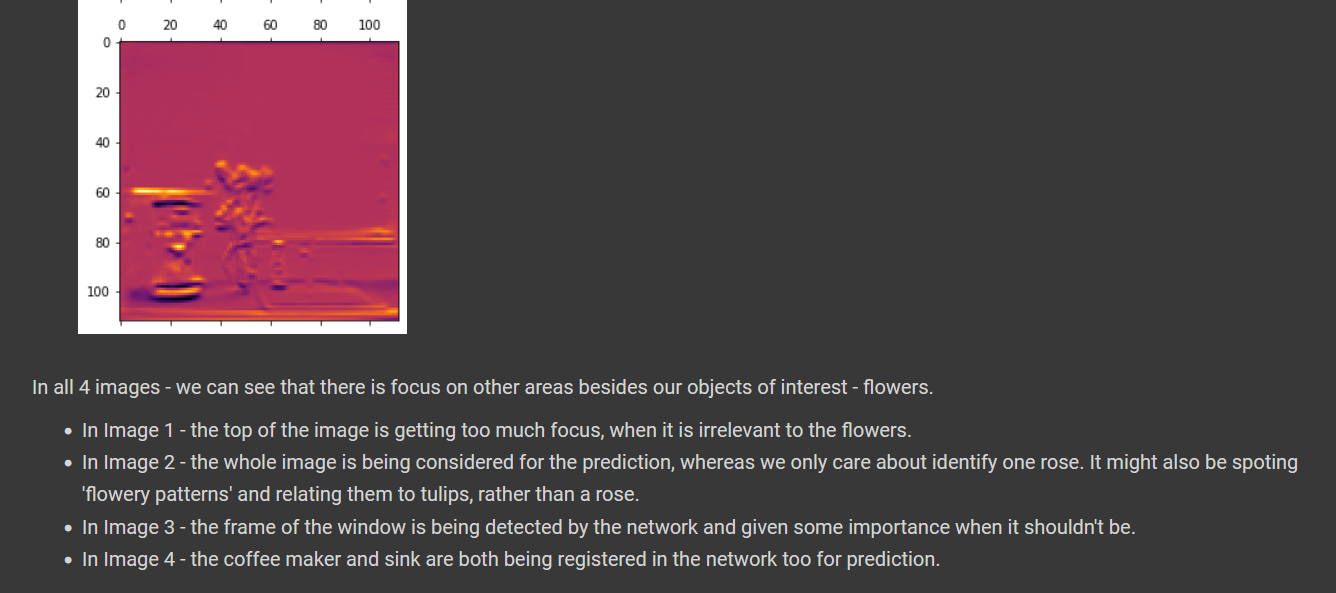 0 20 40 60 80 100
0
20
40
60
80
100
In all 4 images - we can see that there is focus on other areas besides our objects of interest - flowers.
• In Image 1 - the top of the image is getting too much focus, when it is irrelevant to the flowers.
• In Image 2 - the whole image is being considered for the prediction, whereas we only care about identify one rose. It might also be spoting
'flowery patterns' and relating them to tulips, rather than a rose.
• In Image 3 - the frame of the window is being detected by the network and given some importance when it shouldn't be.
• In Image 4 - the coffee maker and sink are both being registered in the network too for prediction.